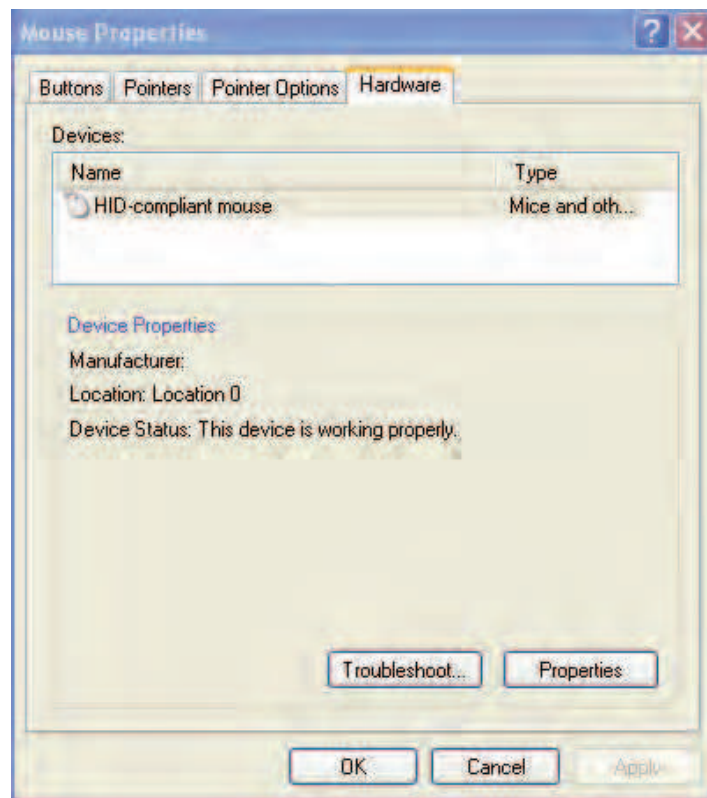 Mouse Properties
Buttons Pointers Pointer Options Hardware
Devices:
Name Type
HID-compliant mouse Mice and oth...
Device Properties
Manufacturer:
Location: Location 0
Device Status: This device is working properly.
Troubleshoot... Properties
OK Cancel Apply